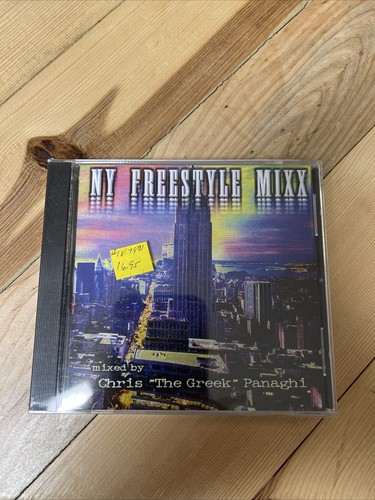 NY FREESTYLE MIXX
16.95
mixed by
Chris "The Greek" Panaghi